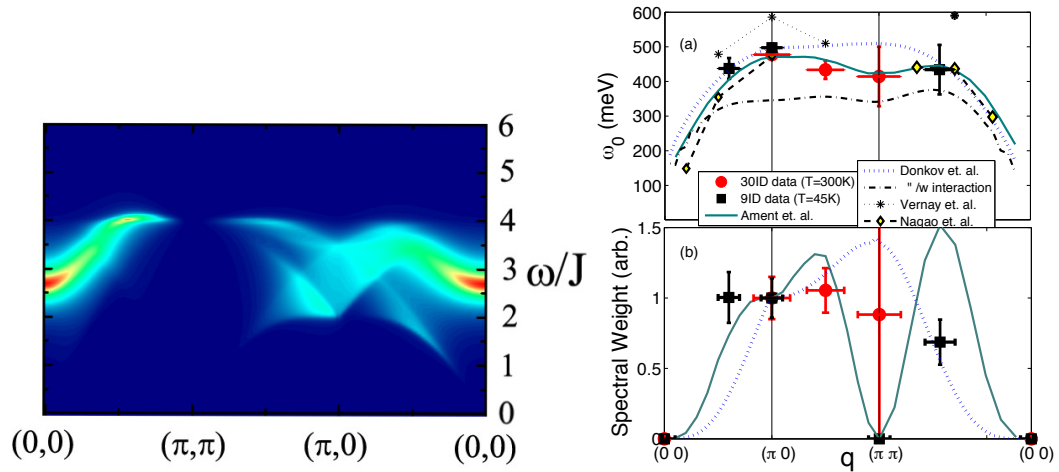 6
5
4
3
2
1
0
ω/J
(0,0)
(π,π)
(π,0)
(0,0)
(a)
600
500
400
300
200
100
ω0 (meV)
30ID data (T=300K)
9ID data (T=45K)
Ament et. al.
Donkov et. al.
" /w interaction
Vernay et. al.
Nagao et. al.
(b)
1.5
1
0.5
0
Spectral Weight (arb.)
(0 0)
(π 0)
q
(π π)
(0 0)